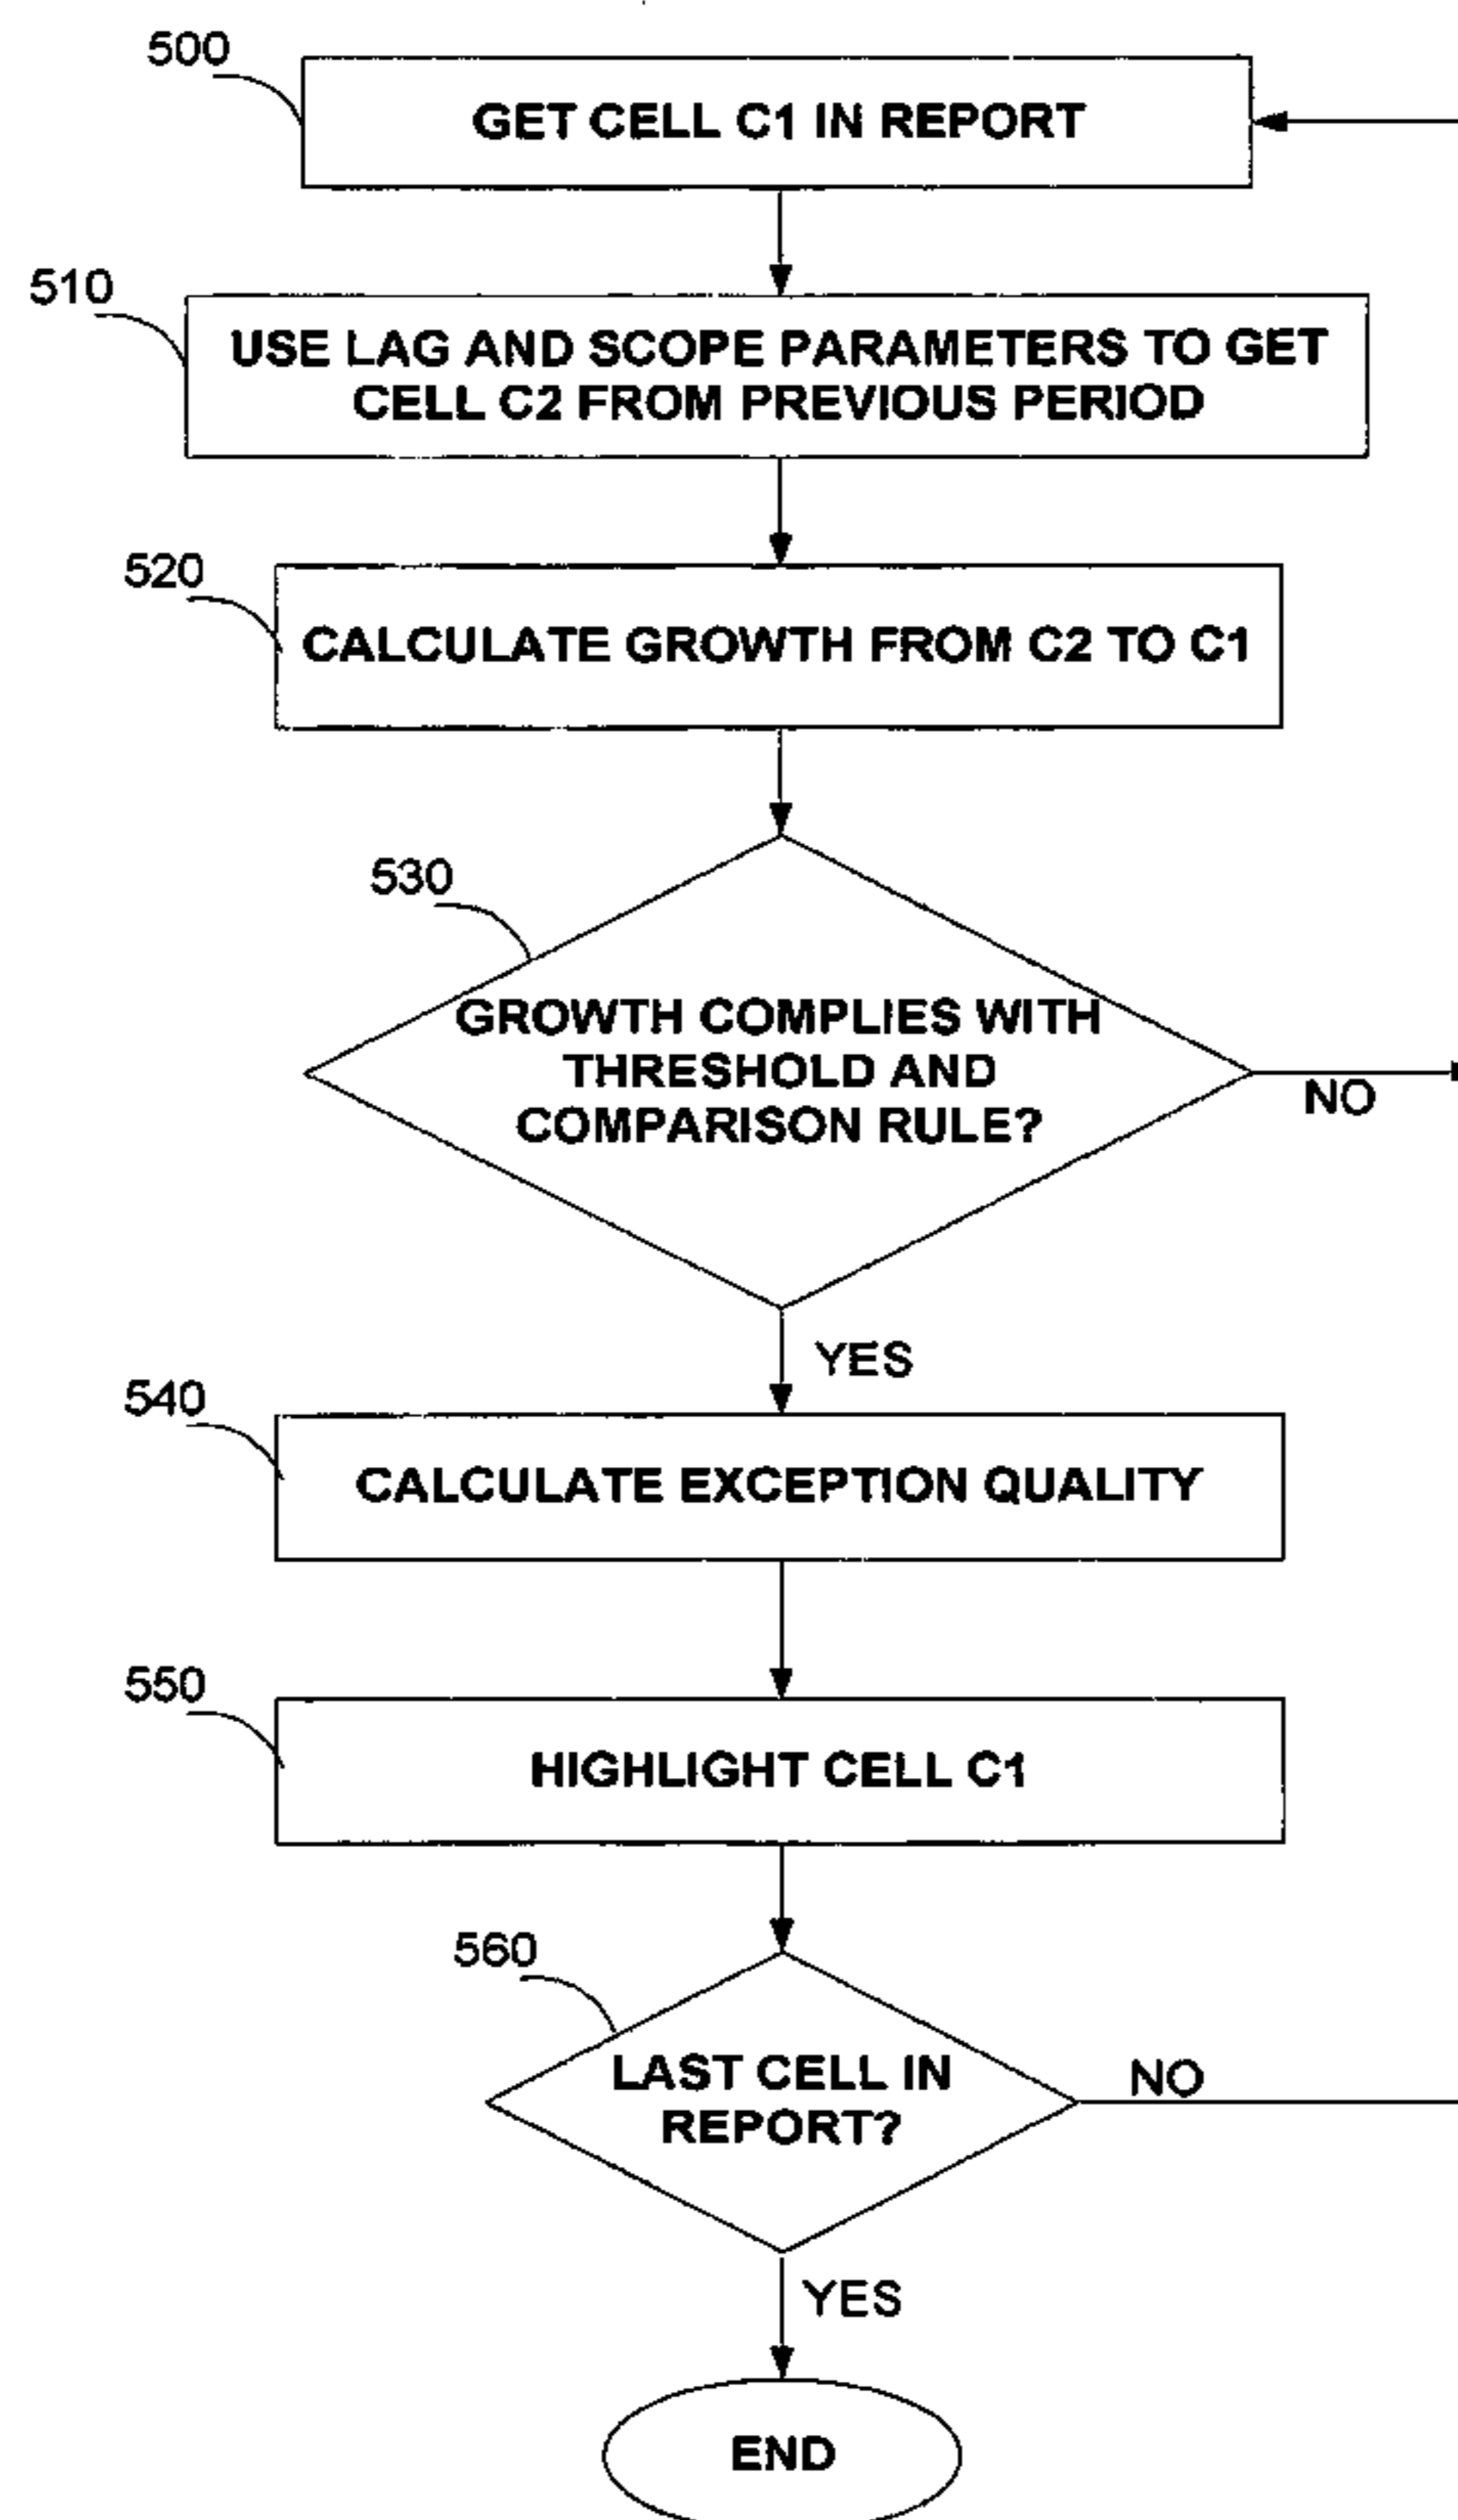 500
GET CELL C1 IN REPORT
510
USE LAG AND SCOPE PARAMETERS TO GET
CELL C2 FROM PREVIOUS PERIOD
520
CALCULATE GROWTH FROM C2 TO C1
530
GROWTH COMPLIES WITH
THRESHOLD AND
COMPARISON RULE?
NO
YES
540
CALCULATE EXCEPTION QUALITY
550
HIGHLIGHT CELL C1
560
LAST CELL IN
REPORT?
NO
YES
END